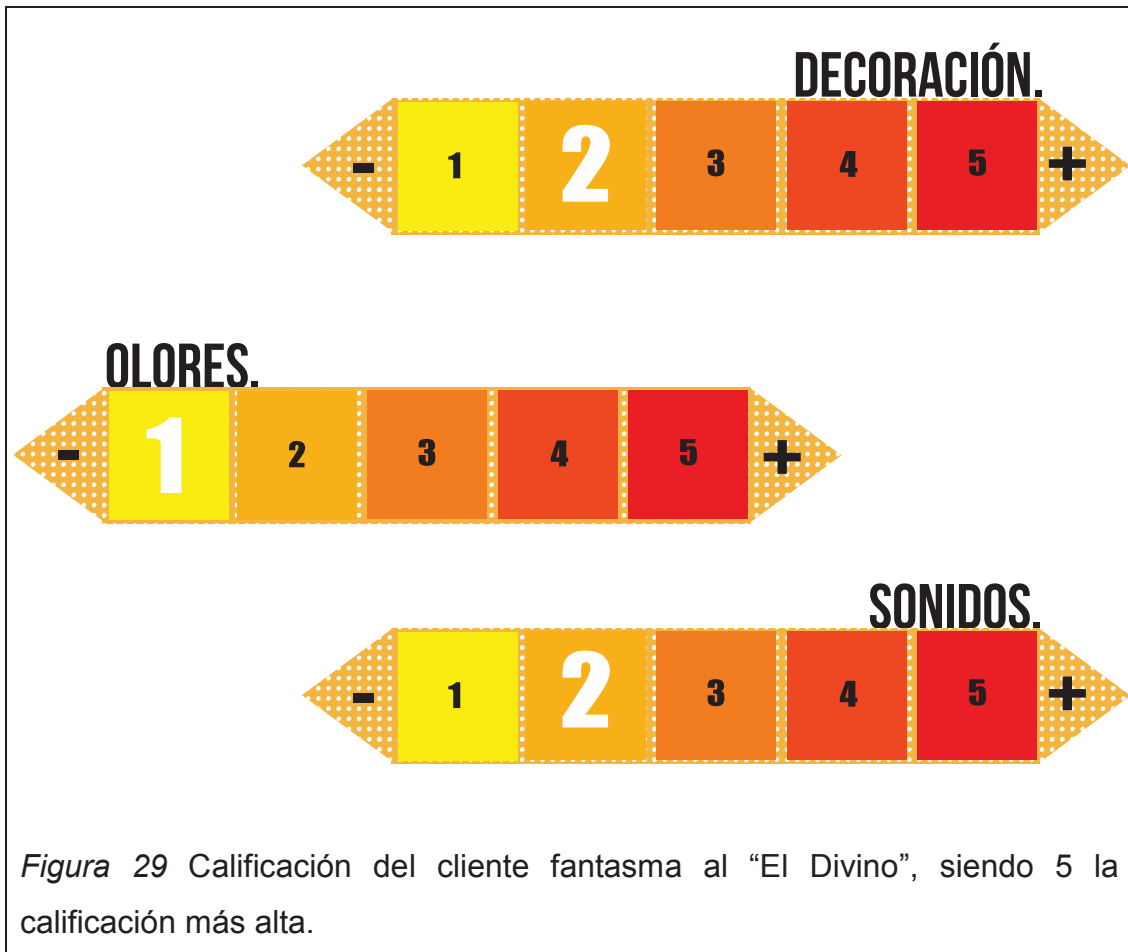 DECORACIÓN.
- 1 2 3 4 5 +
OLORES.
- 1 2 3 4 5 +
SONIDOS.
- 1 2 3 4 5 +
Figura 29 Calificación del cliente fantasma al “El Divino”, siendo 5 la
calificación más alta.